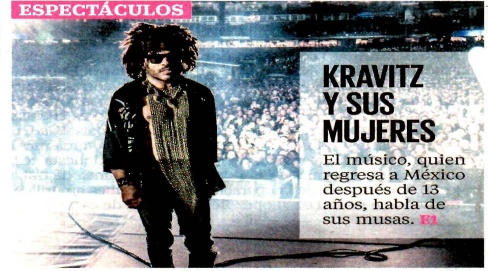 ESPECTÁCULOS
KRAVITZ
Y SUS
MUJERES
El músico, quien
regresa a México
después de 13
años, habla de
sus musas. E1